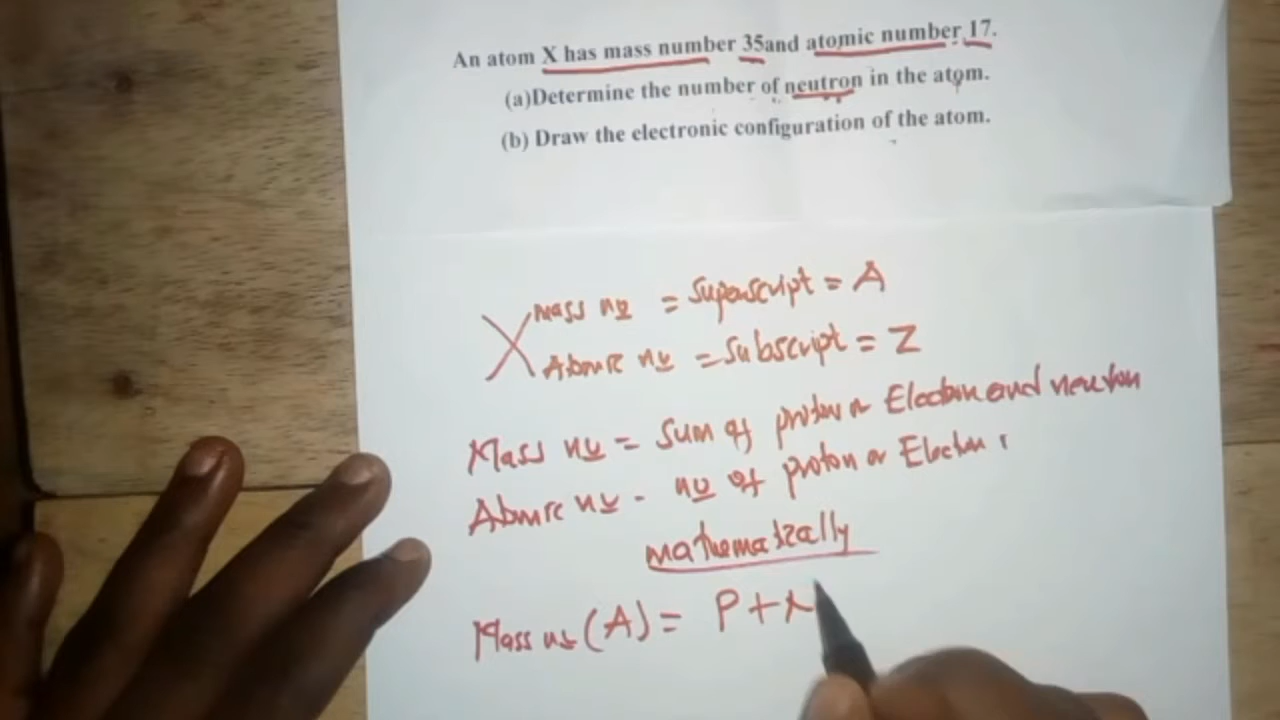 An atom X has mass number 35and atomic number 17.
(a)Determine the number of neutron in the atom.
(b) Draw the electronic configuration of the atom.
X mass no = Superscript = A
Atomic no = Subscript = Z
Mass no = Sum of proton or Electron and neutron
Atomic no - no of proton or Electron
mathematically
Mass no (A) = P + N